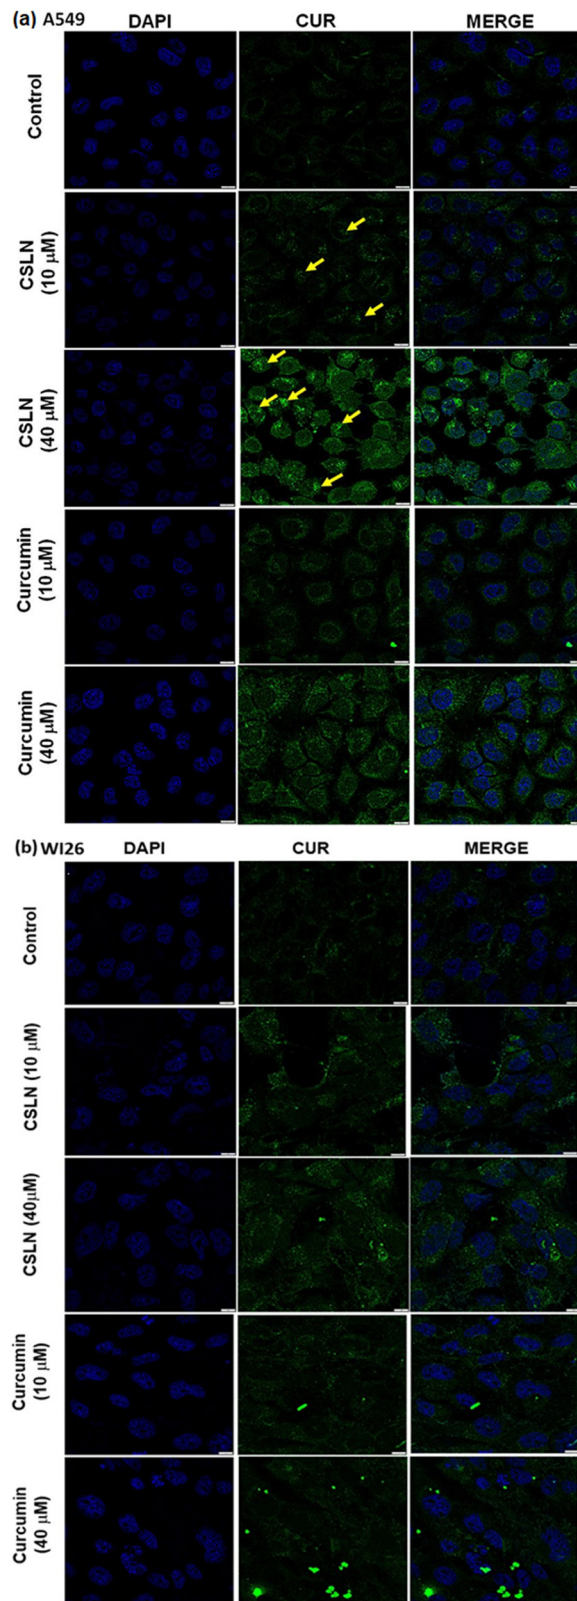 (a) A549 DAPI CUR MERGE
Control
CSLN
(10 μM)
CSLN
(40 μM)
Curcumin
(10 μM)
Curcumin
(40 μM)
(b) WI26 DAPI CUR MERGE
Control
CSLN (10 μM)
CSLN (40μM)
Curcumin
(10 μM)
Curcumin
(40 μM)